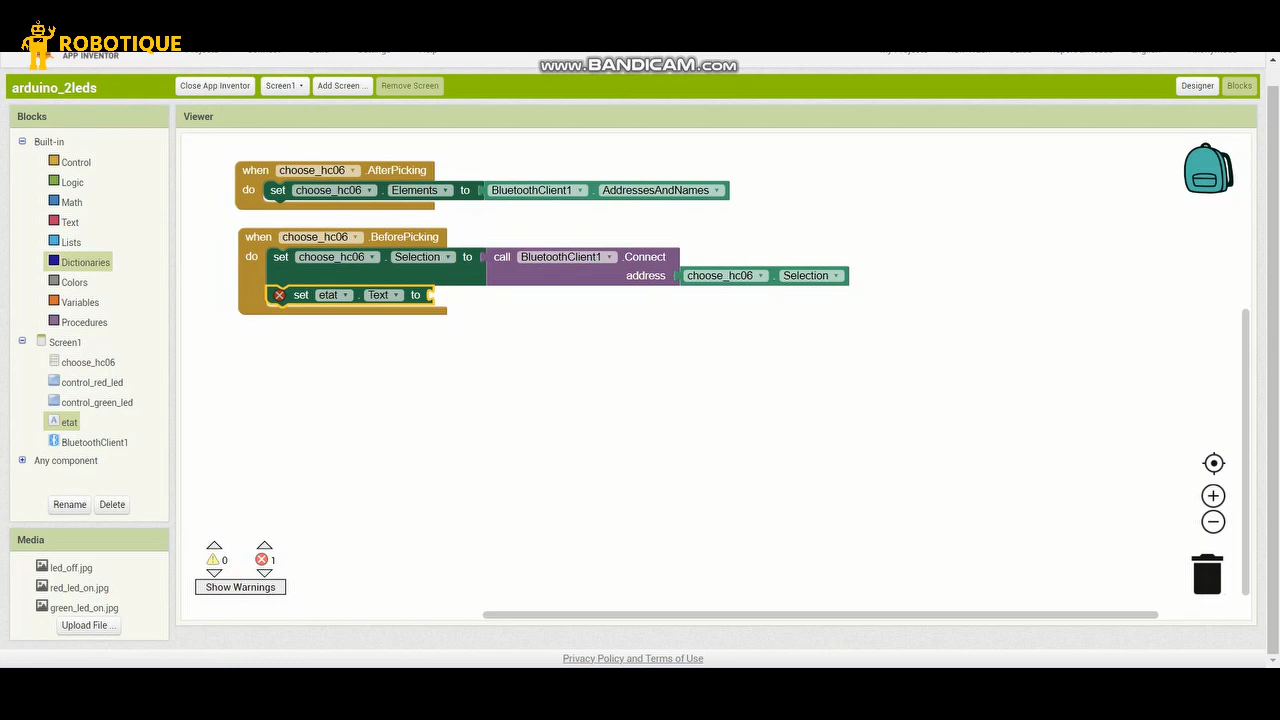 ROBOTIQUE
www.BANDICAM.com
APP INVENTOR
arduino_2leds
Close App Inventor
Screen1
Add Screen ...
Remove Screen
Designer
Blocks
Blocks
Viewer
Built-in
Control
Logic
Math
Text
Lists
Dictionaries
Colors
Variables
Procedures
Screen1
choose_hc06
control_red_led
control_green_led
etat
BluetoothClient1
Any component
Rename
Delete
Media
led_off.jpg
red_led_on.jpg
green_led_on.jpg
Upload File ...
when choose_hc06 .AfterPicking
do set choose_hc06 . Elements to BluetoothClient1 . AddressesAndNames
when choose_hc06 .BeforePicking
do set choose_hc06 . Selection to call BluetoothClient1 .Connect
address choose_hc06 . Selection
set etat . Text to
0
1
Show Warnings
Privacy Policy and Terms of Use